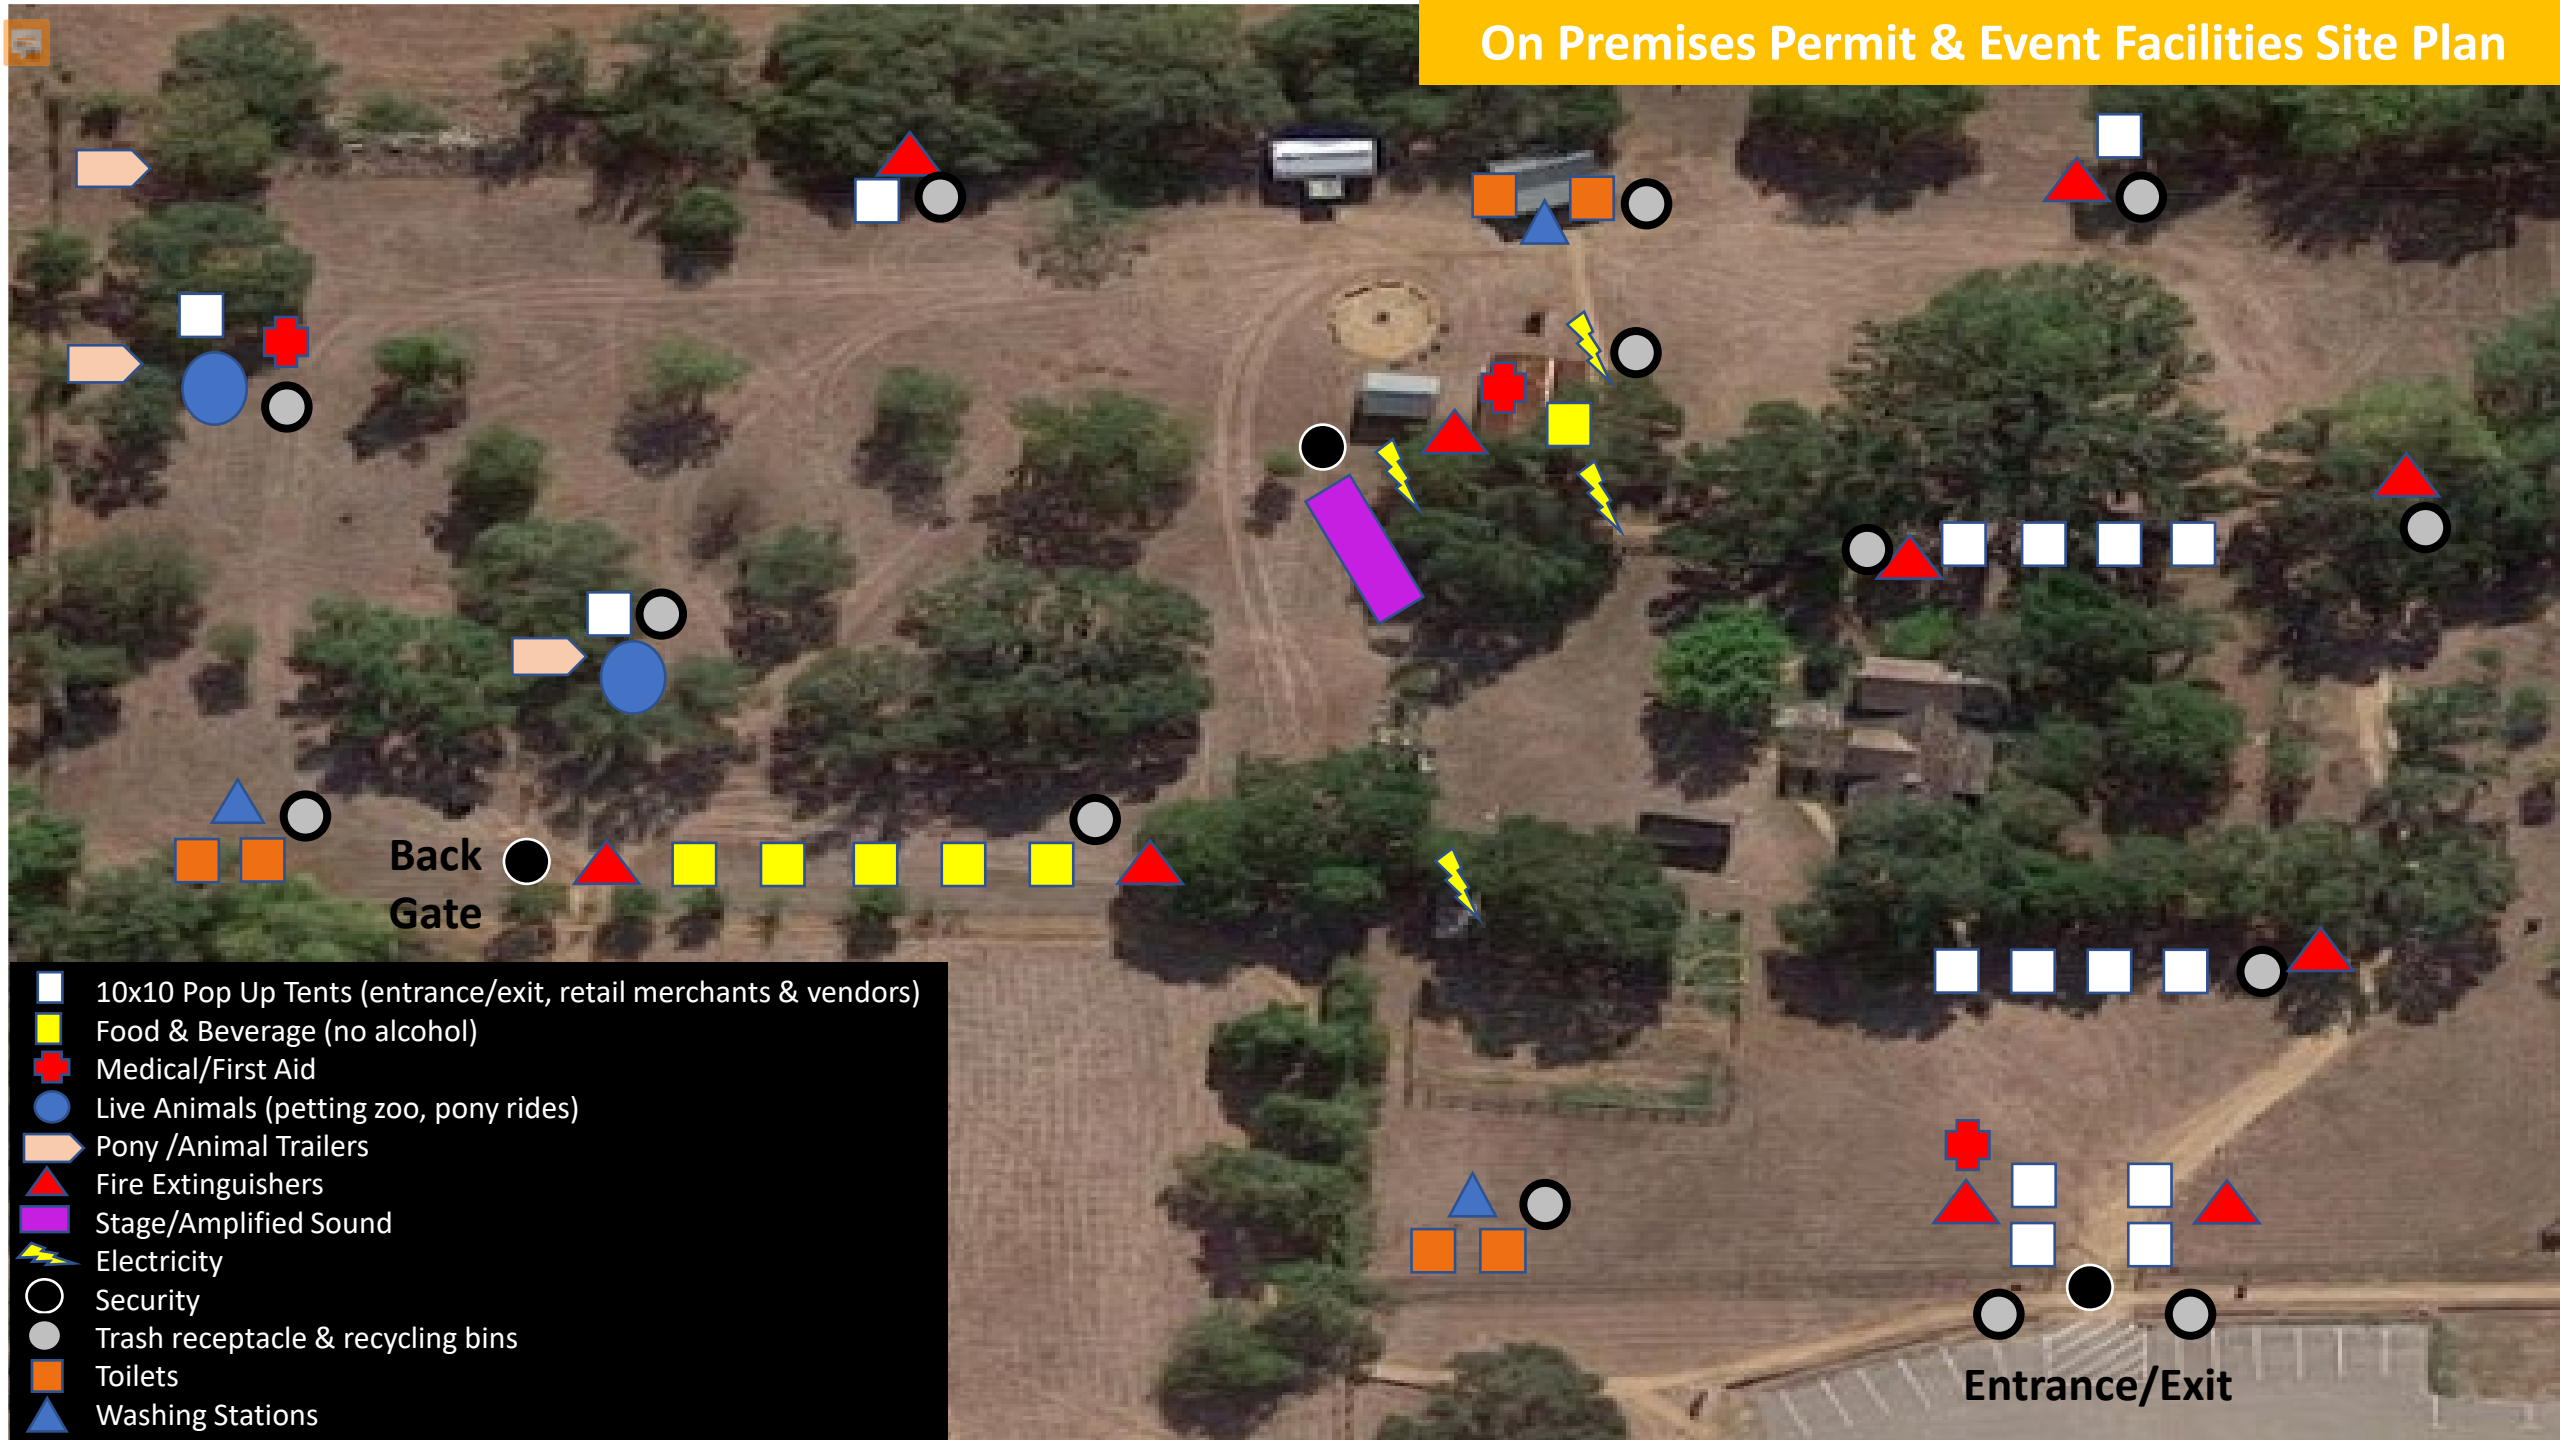 On Premises Permit & Event Facilities Site Plan
Back
Gate
10x10 Pop Up Tents (entrance/exit, retail merchants & vendors)
Food & Beverage (no alcohol)
Medical/First Aid
Live Animals (petting zoo, pony rides)
Pony /Animal Trailers
Fire Extinguishers
Stage/Amplified Sound
Electricity
Security
Trash receptacle & recycling bins
Toilets
Washing Stations
Entrance/Exit